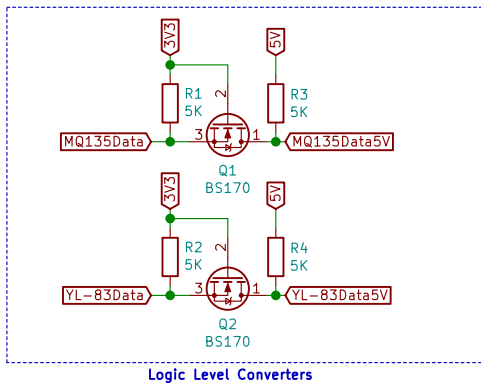 3V3
5V
R1
5K
2
R3
5K
MQ135Data
3
1
MQ135Data5V
Q1
BS170
3V3
5V
R2
5K
2
R4
5K
YL-83Data
3
1
YL-83Data5V
Q2
BS170
Logic Level Converters